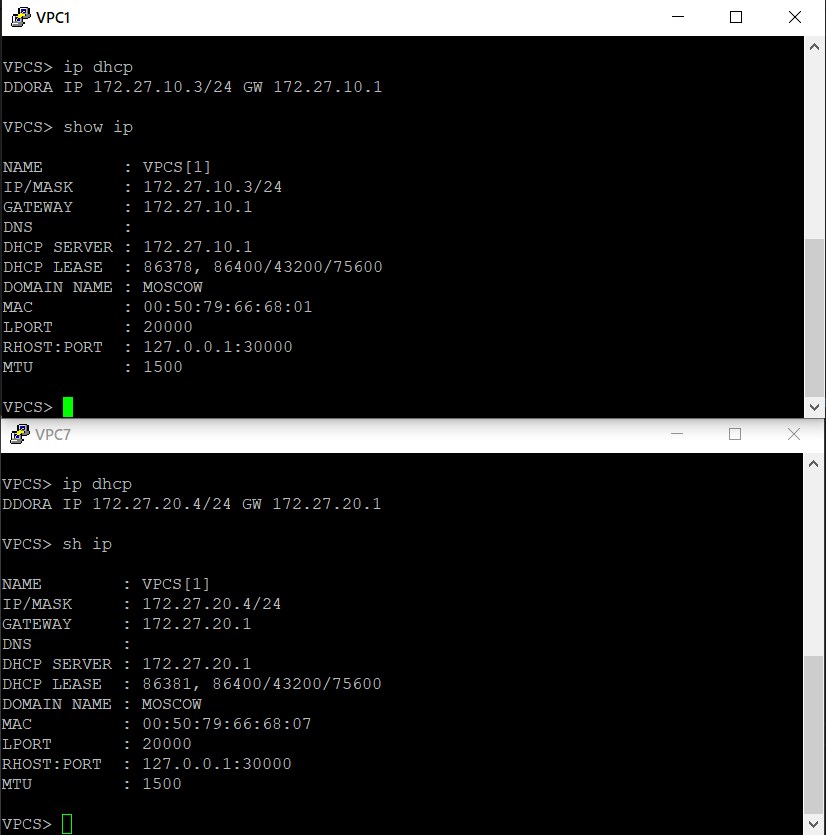 VPC1
VPCS> ip dhcp
DDORA IP 172.27.10.3/24 GW 172.27.10.1
VPCS> show ip
NAME        : VPCS[1]
IP/MASK     : 172.27.10.3/24
GATEWAY     : 172.27.10.1
DNS         :
DHCP SERVER : 172.27.10.1
DHCP LEASE  : 86378, 86400/43200/75600
DOMAIN NAME : MOSCOW
MAC         : 00:50:79:66:68:01
LPORT       : 20000
RHOST:PORT  : 127.0.0.1:30000
MTU         : 1500
VPCS>
VPC7
VPCS> ip dhcp
DDORA IP 172.27.20.4/24 GW 172.27.20.1
VPCS> sh ip
NAME        : VPCS[1]
IP/MASK     : 172.27.20.4/24
GATEWAY     : 172.27.20.1
DNS         :
DHCP SERVER : 172.27.20.1
DHCP LEASE  : 86381, 86400/43200/75600
DOMAIN NAME : MOSCOW
MAC         : 00:50:79:66:68:07
LPORT       : 20000
RHOST:PORT  : 127.0.0.1:30000
MTU         : 1500
VPCS>